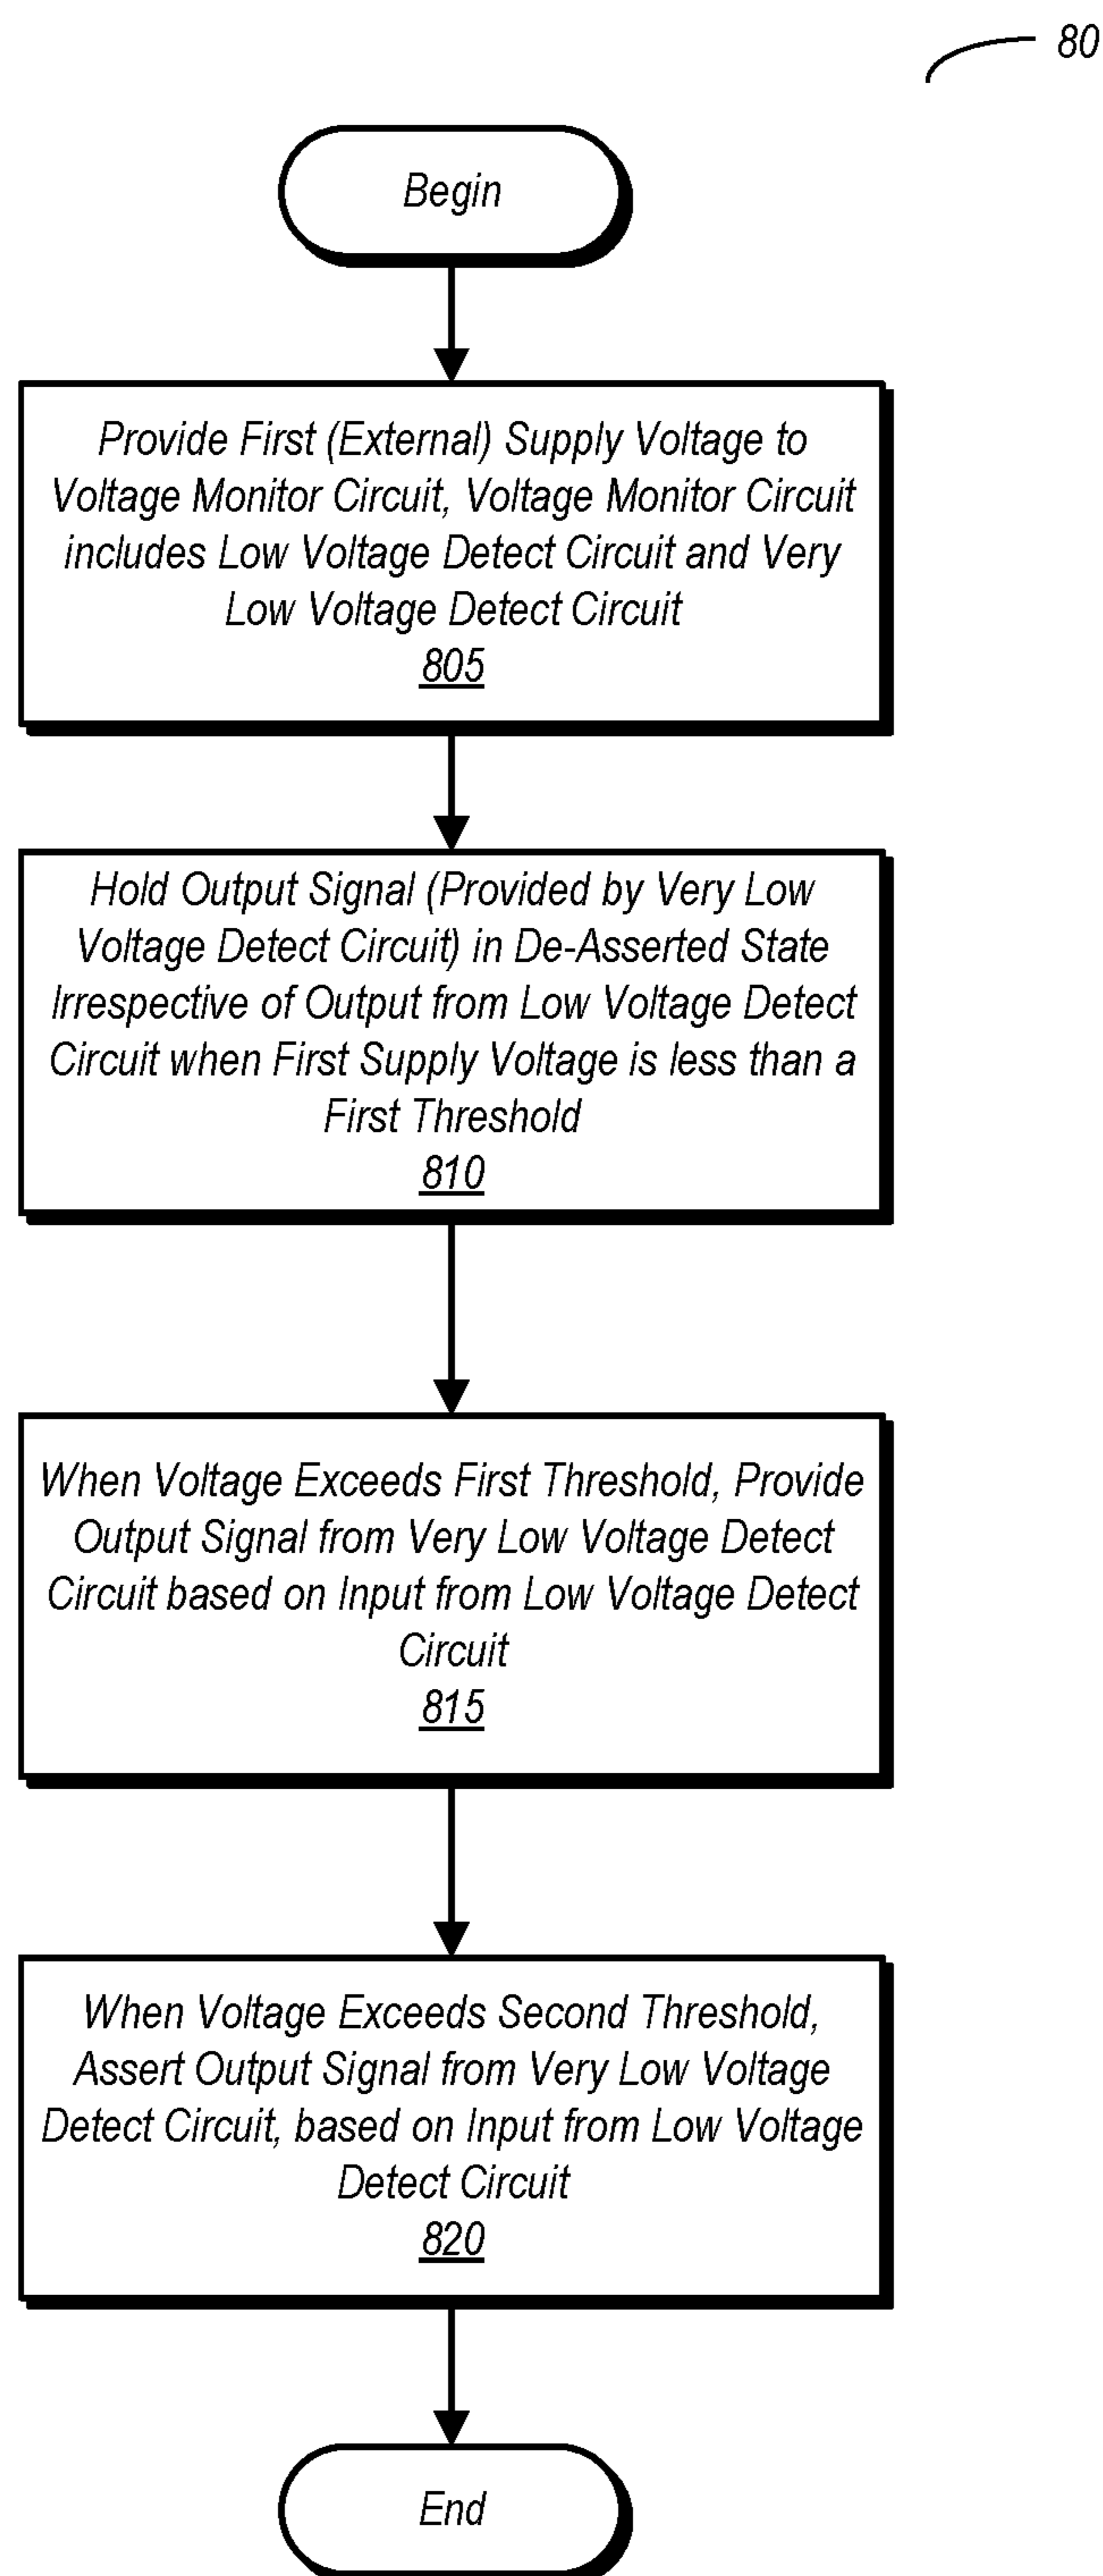 80
Begin
Provide First (External) Supply Voltage to
Voltage Monitor Circuit, Voltage Monitor Circuit
includes Low Voltage Detect Circuit and Very
Low Voltage Detect Circuit
805
Hold Output Signal (Provided by Very Low
Voltage Detect Circuit) in De-Asserted State
Irrespective of Output from Low Voltage Detect
Circuit when First Supply Voltage is less than a
First Threshold
810
When Voltage Exceeds First Threshold, Provide
Output Signal from Very Low Voltage Detect
Circuit based on Input from Low Voltage Detect
Circuit
815
When Voltage Exceeds Second Threshold,
Assert Output Signal from Very Low Voltage
Detect Circuit, based on Input from Low Voltage
Detect Circuit
820
End